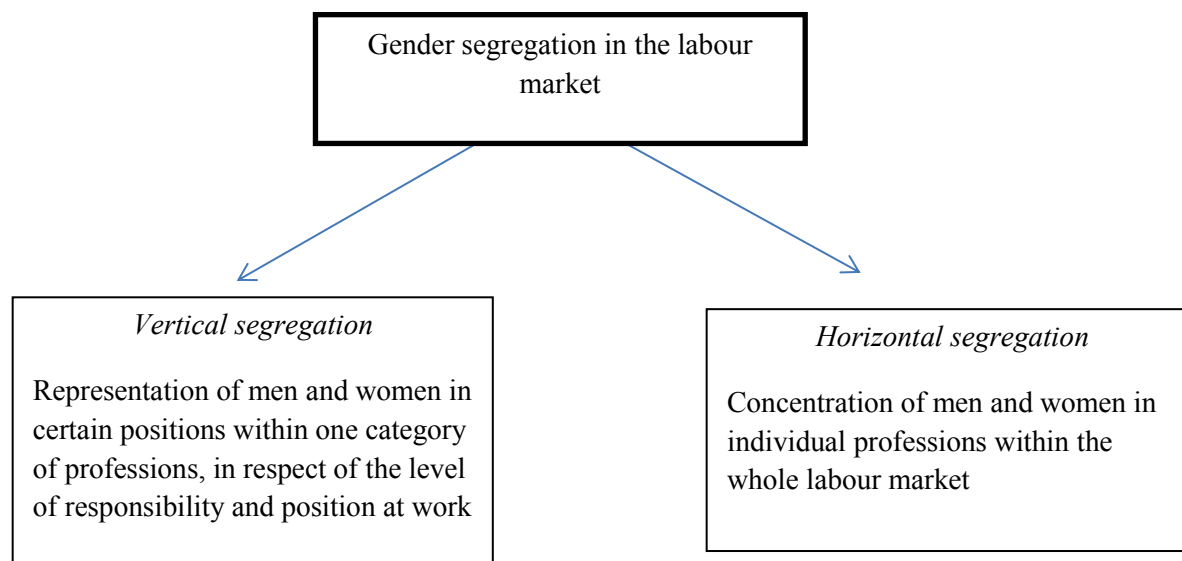 Gender segregation in the labour
market
Vertical segregation
Representation of men and women in
certain positions within one category
of professions, in respect of the level
of responsibility and position at work
Horizontal segregation
Concentration of men and women in
individual professions within the
whole labour market